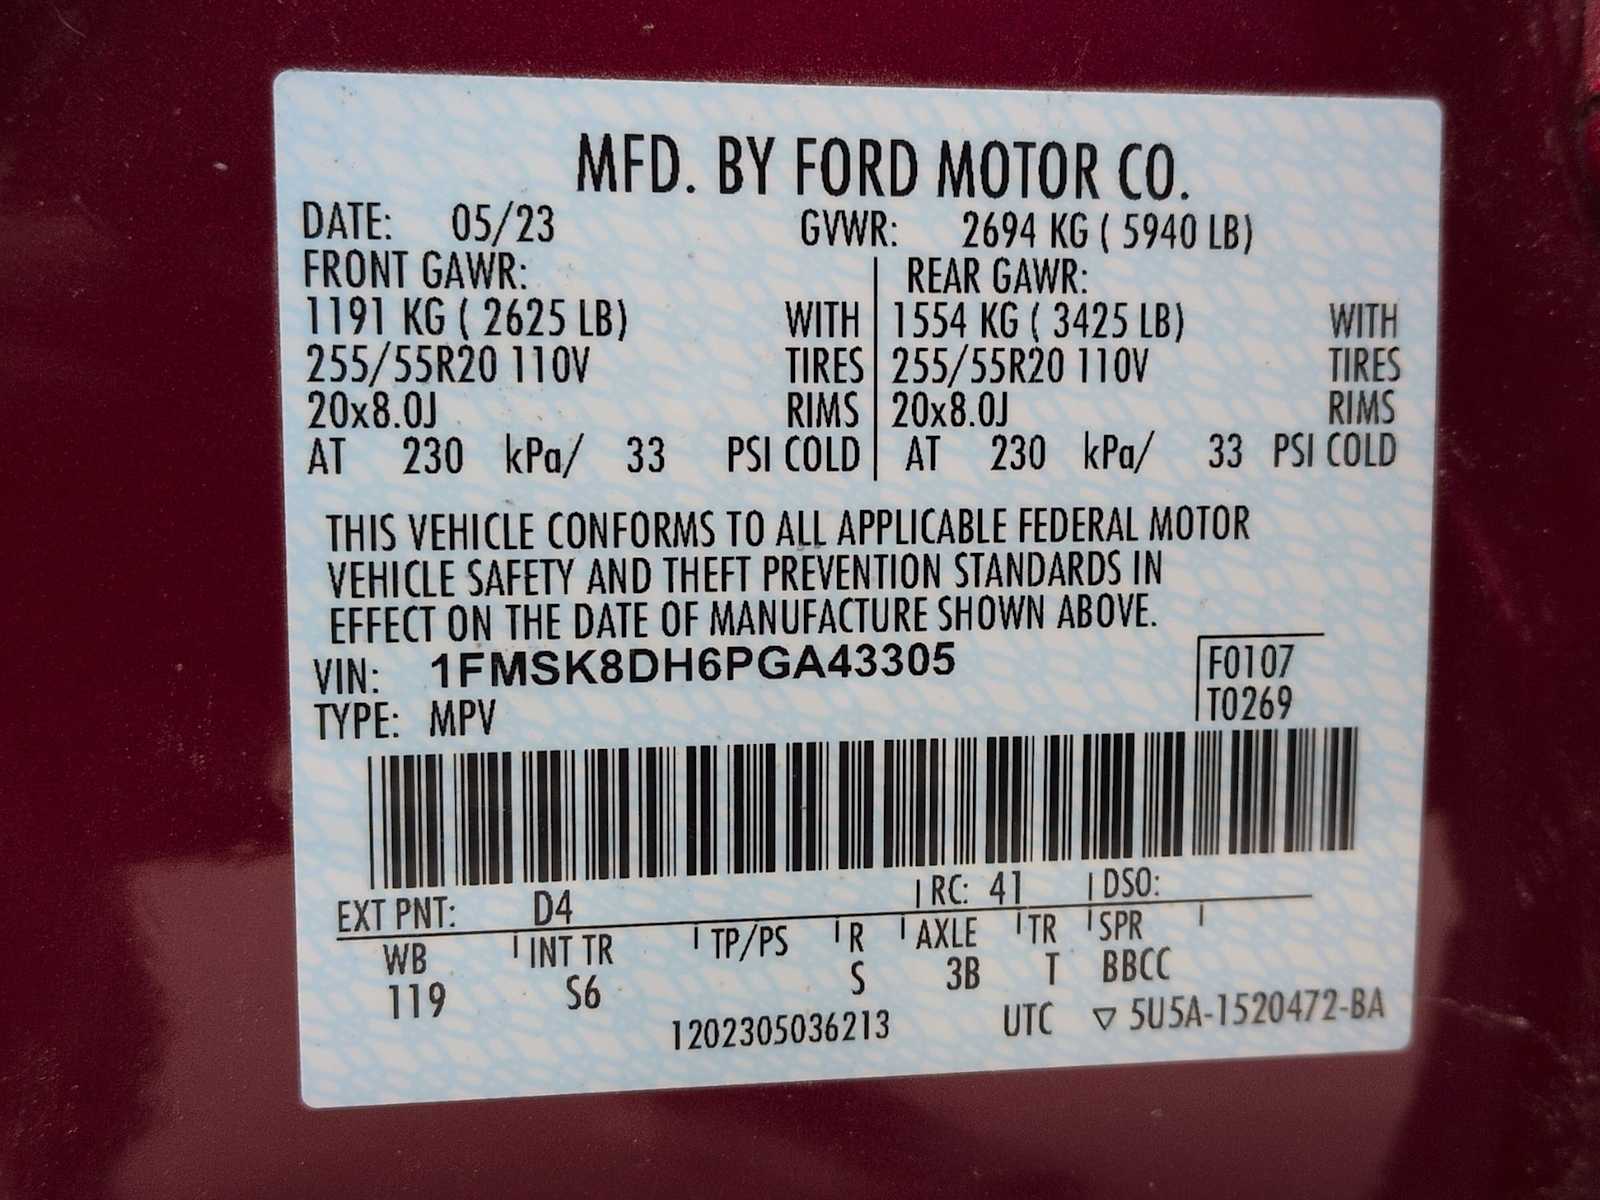 MFD. BY FORD MOTOR CO.
DATE: 05/23 GVWR: 2694 KG ( 5940 LB)
FRONT GAWR: REAR GAWR:
1191 KG ( 2625 LB) WITH 1554 KG ( 3425 LB) WITH
255/55R20 110V TIRES 255/55R20 110V TIRES
20x8.0J RIMS 20x8.0J RIMS
AT 230 kPa/ 33 PSI COLD AT 230 kPa/ 33 PSI COLD
THIS VEHICLE CONFORMS TO ALL APPLICABLE FEDERAL MOTOR
VEHICLE SAFETY AND THEFT PREVENTION STANDARDS IN
EFFECT ON THE DATE OF MANUFACTURE SHOWN ABOVE.
VIN: 1FMSK8DH6PGA43305 F0107
TYPE: MPV T0269
EXT PNT: D4 RC: 41 DSO:
WB INT TR TP/PS R AXLE TR SPR
119 S6 S 3B T BBCC
1202305036213 UTC ▽ 5U5A-1520472-BA